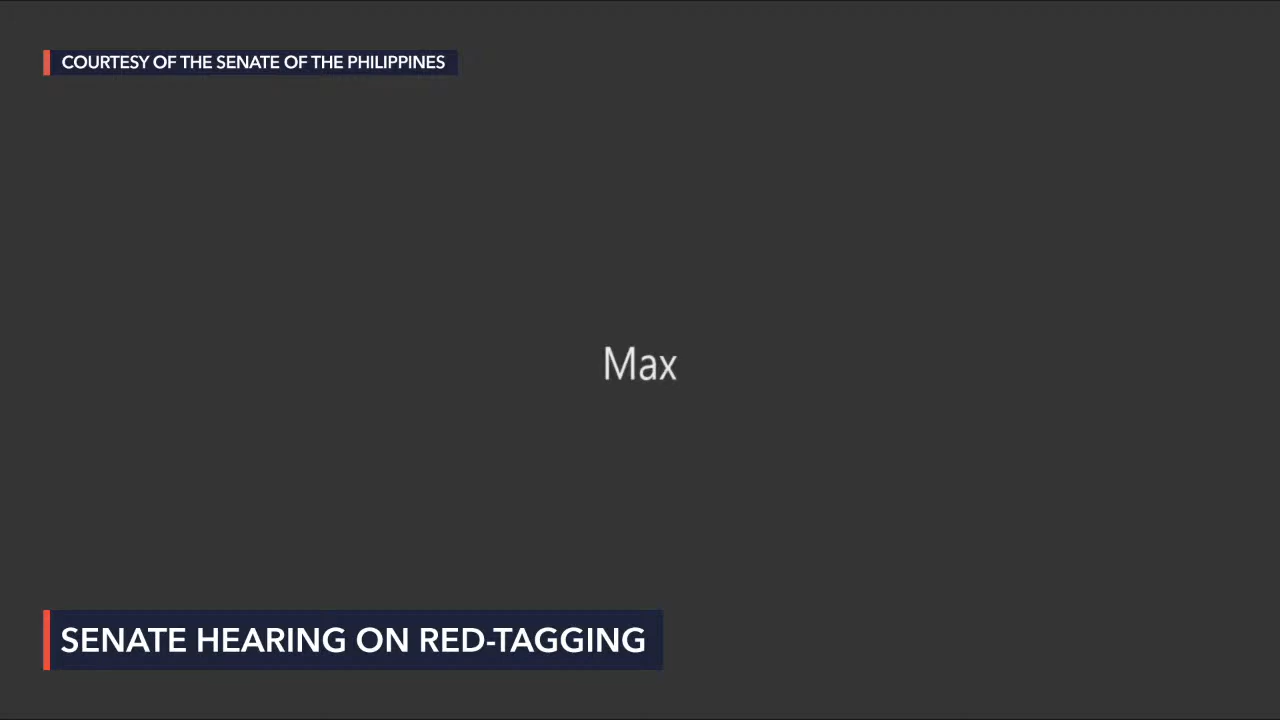 COURTESY OF THE SENATE OF THE PHILIPPINES
Max
SENATE HEARING ON RED-TAGGING